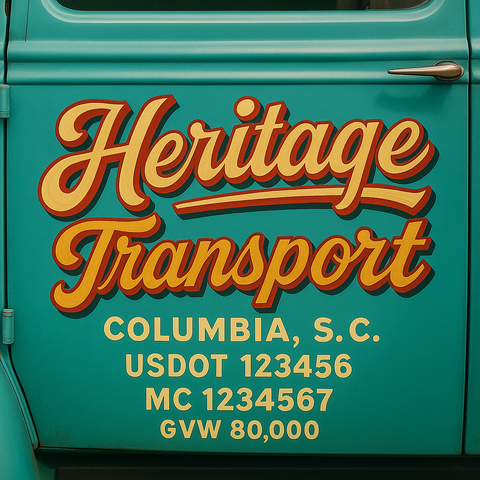 Heritage
Transport
COLUMBIA, S.C.
USDOT 123456
MC 1234567
GVW 80,000